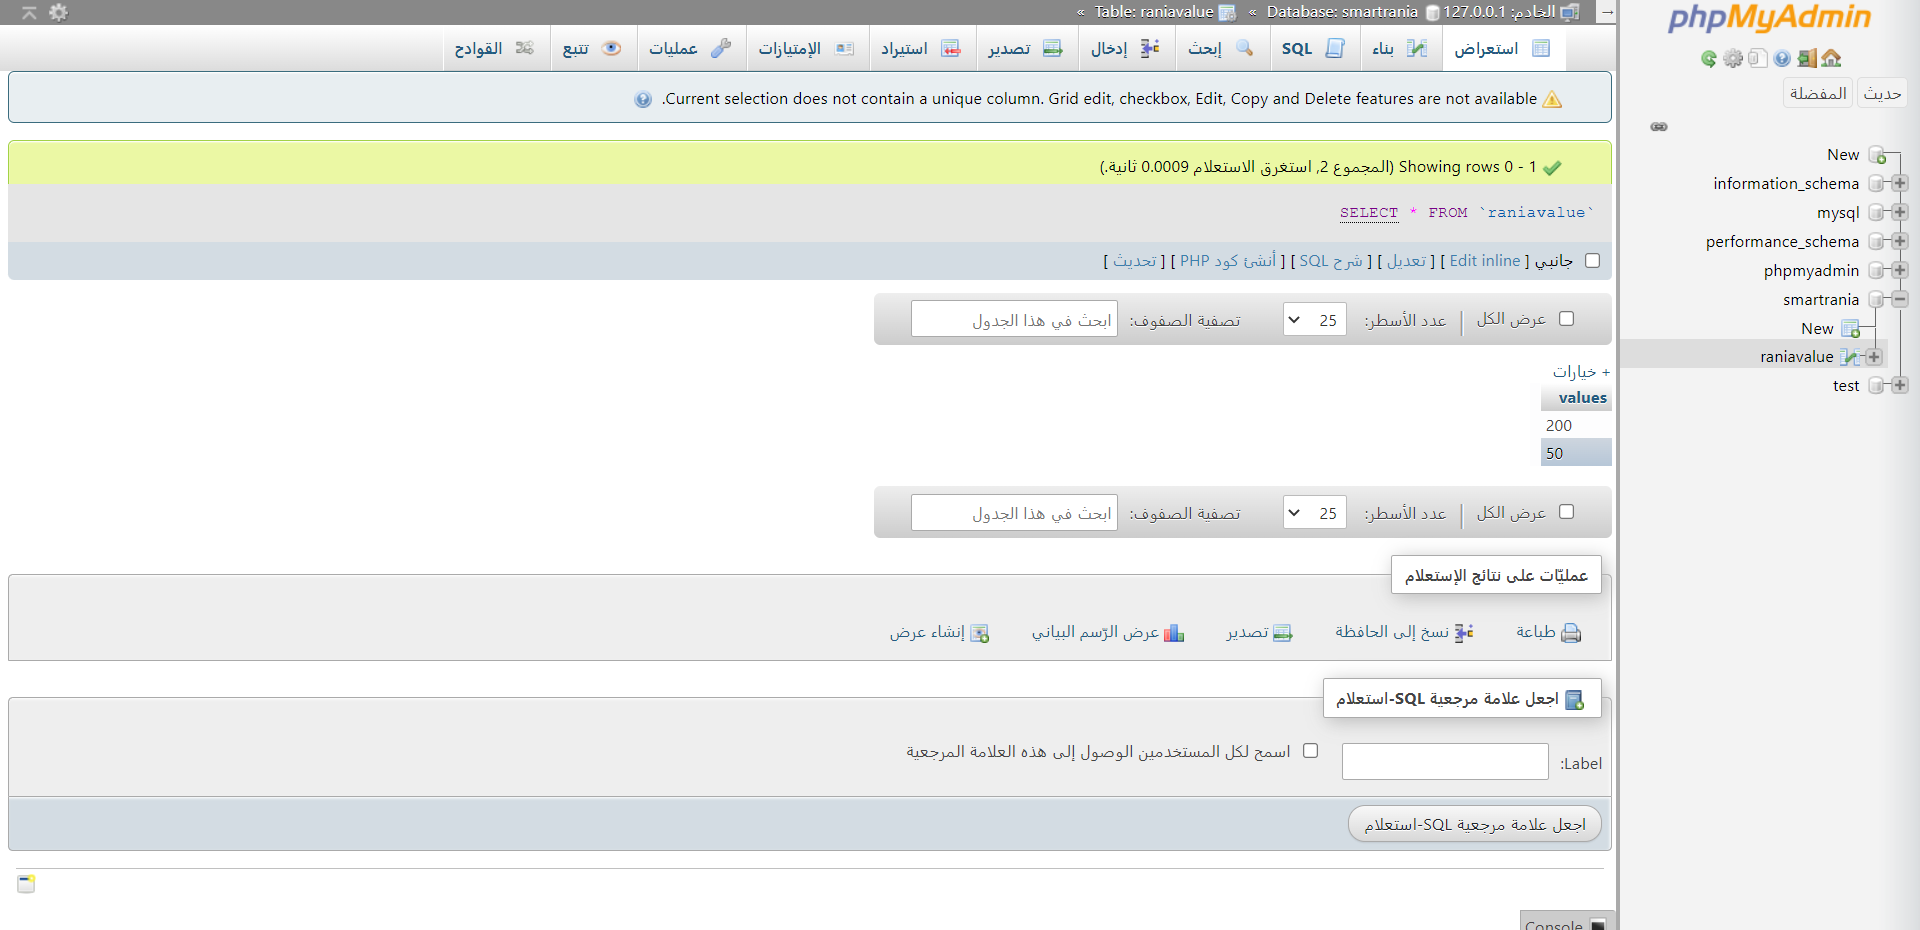 phpMyAdmin
حديث
المفضلة
New
information_schema
mysql
performance_schema
phpmyadmin
smartrania
New
raniavalue
test
الخادم: 127.0.0.1 » Database: smartrania » Table: raniavalue »
استعراض
بناء
SQL
إبحث
إدخال
تصدير
استيراد
الإمتيازات
عمليات
تتبع
القوادح
Current selection does not contain a unique column. Grid edit, checkbox, Edit, Copy and Delete features are not available.
Showing rows 0 - 1 (المجموع 2, استغرق الاستعلام 0.0009 ثانية.)
SELECT * FROM `raniavalue`
جانبي [ Edit inline ] [ تعديل ] [ شرح SQL ] [ أنشئ كود PHP ] [ تحديث ]
عرض الكل | عدد الأسطر: 25 تصفية الصفوف: ابحث في هذا الجدول
+ خيارات
values
200
50
عرض الكل | عدد الأسطر: 25 تصفية الصفوف: ابحث في هذا الجدول
عمليّات على نتائج الإستعلام
طباعة
نسخ إلى الحافظة
تصدير
عرض الرّسم البياني
إنشاء عرض
اجعل علامة مرجعية SQL-استعلام
Label: اسمح لكل المستخدمين الوصول إلى هذه العلامة المرجعية
اجعل علامة مرجعية SQL-استعلام
Console